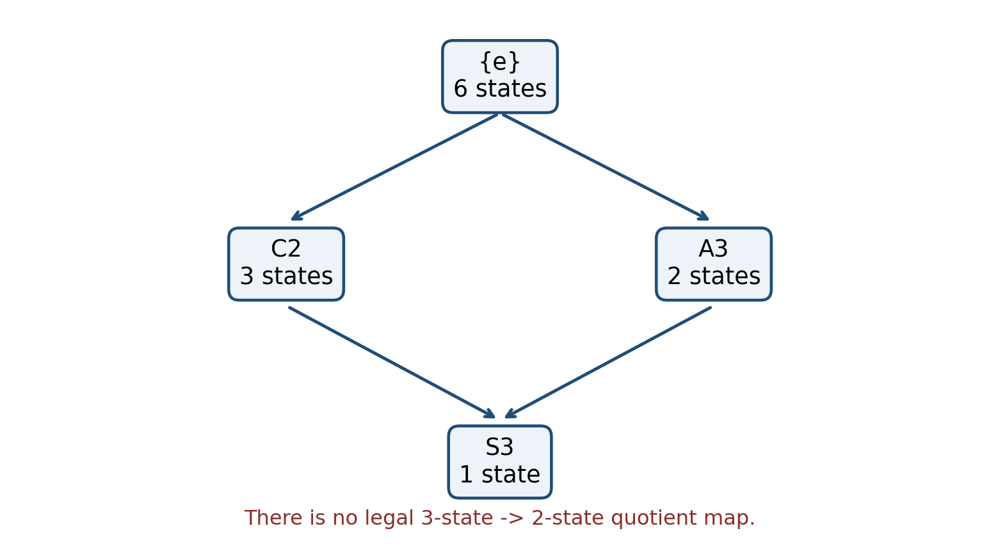 {e}
6 states
C2
3 states
A3
2 states
S3
1 state
There is no legal 3-state -> 2-state quotient map.